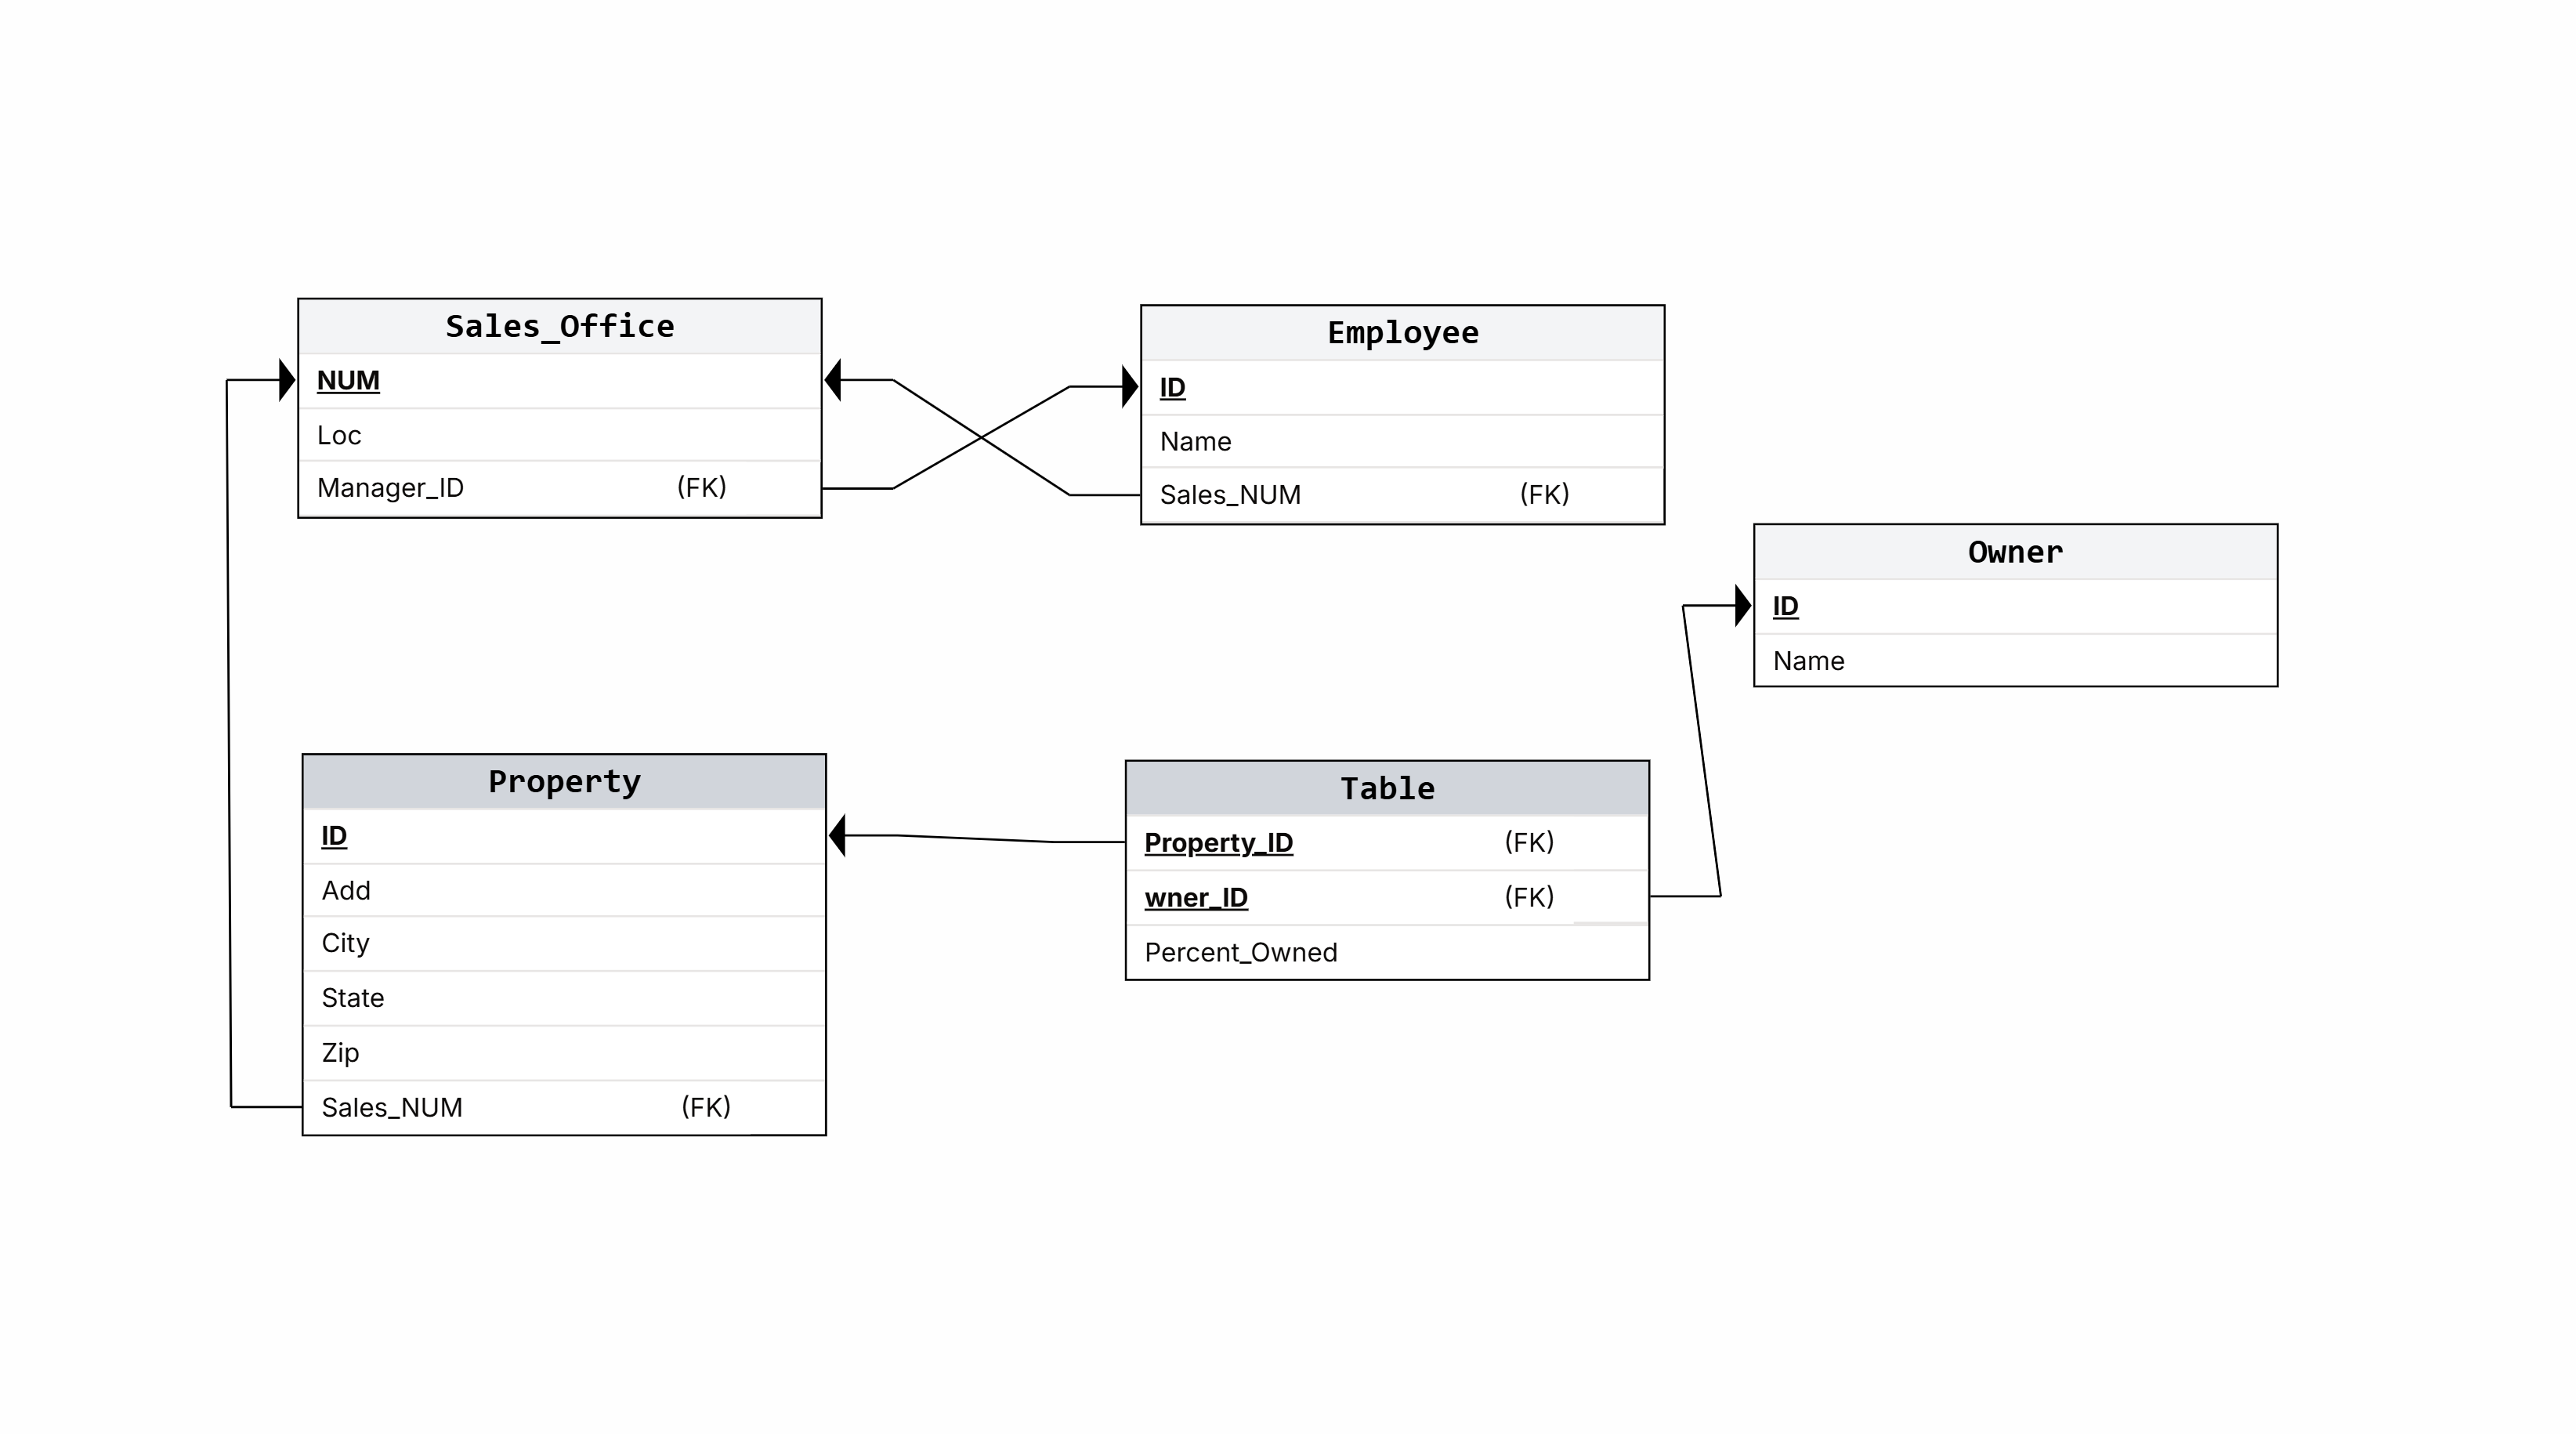 Sales_Office
NUM
Loc
Manager_ID (FK)
Employee
ID
Name
Sales_NUM (FK)
Owner
ID
Name
Property
ID
Add
City
State
Zip
Sales_NUM (FK)
Table
Property_ID (FK)
wner_ID (FK)
Percent_Owned